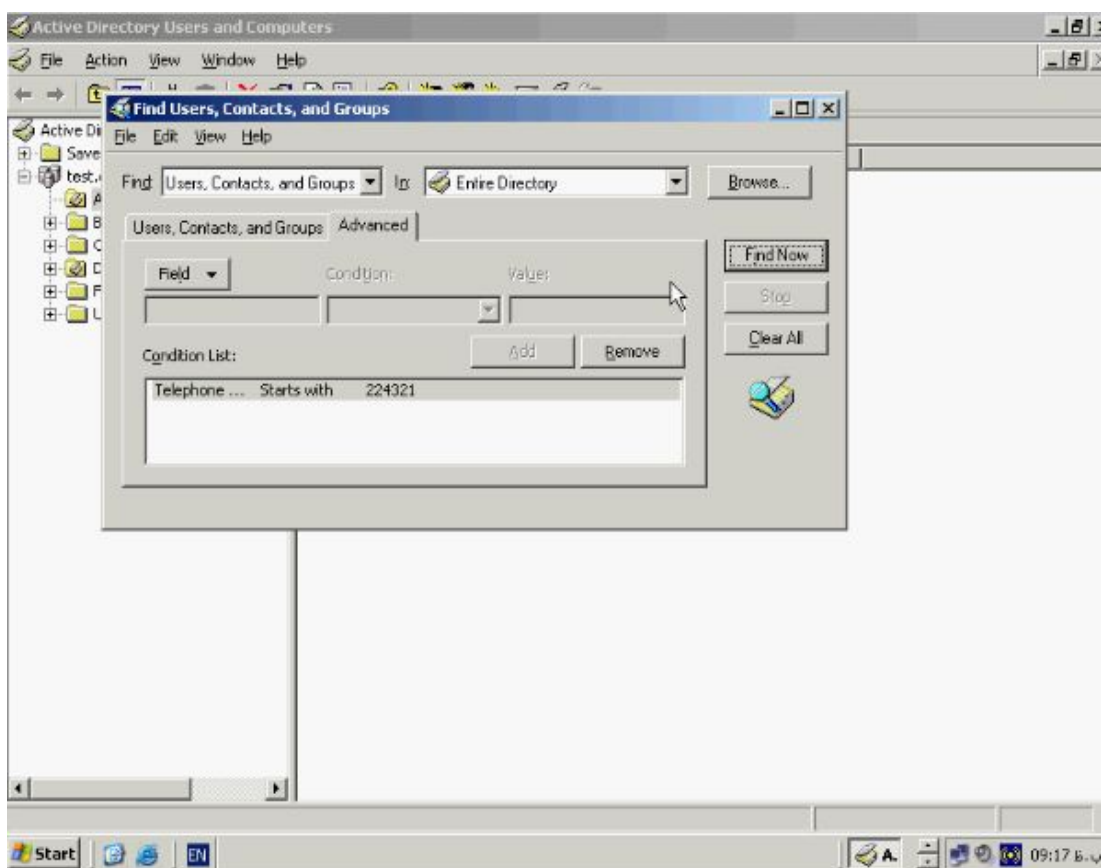 Active Directory Users and Computers
File Action View Window Help
Find Users, Contacts, and Groups
Active Di
File Edit View Help
Save
test.
Find: Users, Contacts, and Groups In: Entire Directory Browse...
A
B
Users, Contacts, and Groups Advanced
C
D
F
U
Field Condition: Value:
Find Now
Stop
Condition List: Add Remove
Clear All
Telephone ... Starts with 224321
Start EN A. 09:17